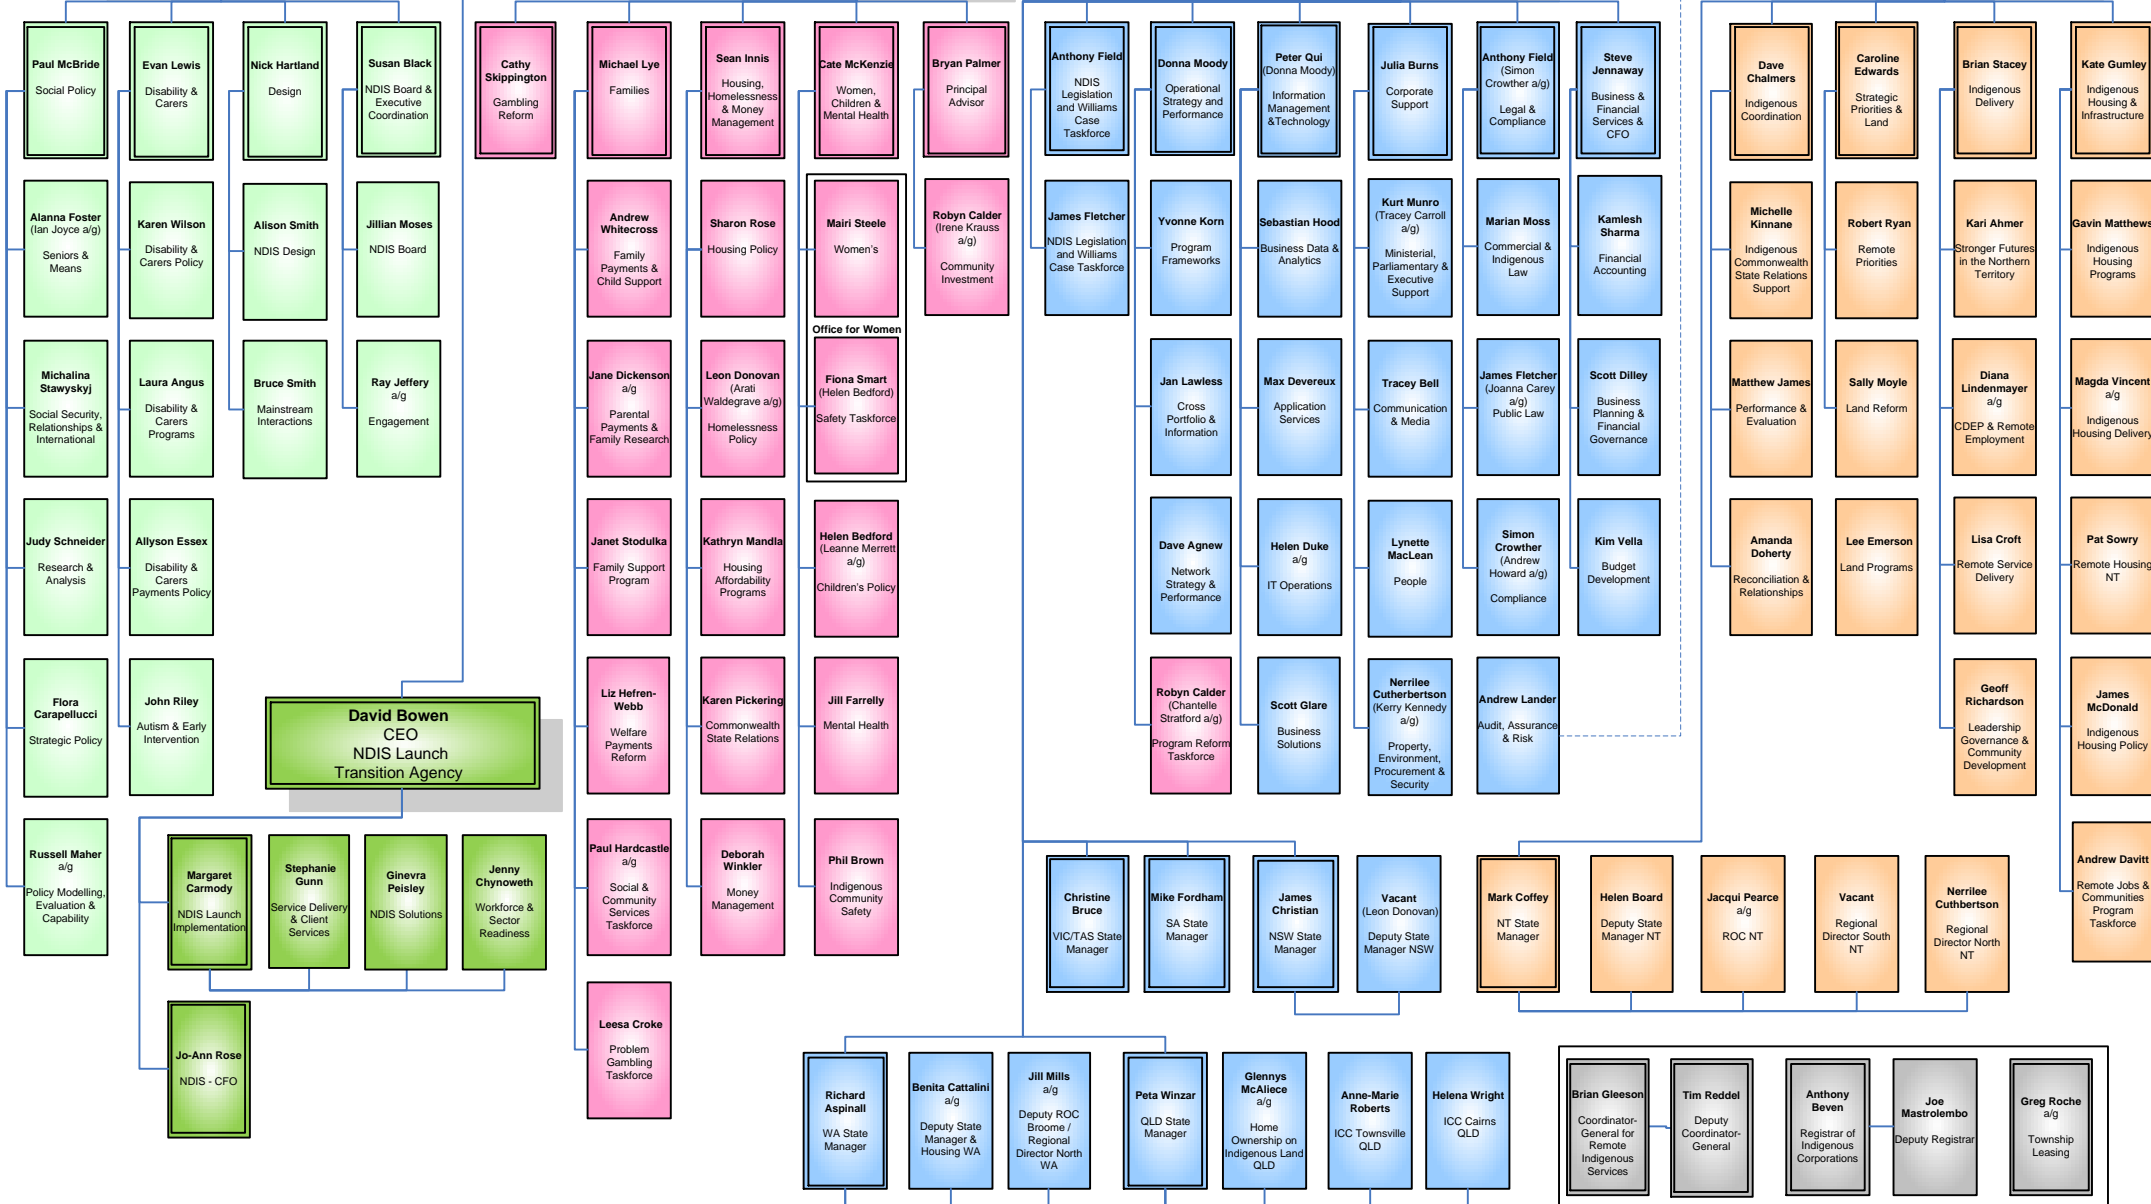 Paul McBride
Social Policy
Evan Lewis
Disability &
Carers
Nick Hartland
Design
Susan Black
NDIS Board &
Executive
Coordination
Cathy
Skippington
Gambling
Reform
Michael Lye
Families
Sean Innis
Housing,
Homelessness
& Money
Management
Cate McKenzie
Women,
Children &
Mental Health
Bryan Palmer
Principal
Advisor
Anthony Field
NDIS
Legislation
and Williams
Case
Taskforce
Donna Moody
Operational
Strategy and
Performance
Peter Qui
(Donna Moody)
Information
Management
&Technology
Julia Burns
Corporate
Support
Anthony Field
(Simon
Crowther a/g)
Legal &
Compliance
Steve
Jennaway
Business &
Financial
Services &
CFO
Dave
Chalmers
Indigenous
Coordination
Caroline
Edwards
Strategic
Priorities &
Land
Brian Stacey
Indigenous
Delivery
Kate Gumley
Indigenous
Housing &
Infrastructure
Alanna Foster
(Ian Joyce a/g)
Seniors &
Means
Karen Wilson
Disability &
Carers Policy
Alison Smith
NDIS Design
Jillian Moses
NDIS Board
Andrew
Whitecross
Family
Payments &
Child Support
Sharon Rose
Housing Policy
Mairi Steele
Women's
Office for Women
Robyn Calder
(Irene Krauss
a/g)
Community
Investment
James Fletcher
NDIS Legislation
and Williams
Case Taskforce
Yvonne Korn
Program
Frameworks
Sebastian Hood
Business Data &
Analytics
Kurt Munro
(Tracey Carroll
a/g)
Ministerial,
Parliamentary &
Executive
Support
Marian Moss
Commercial &
Indigenous
Law
Kamlesh
Sharma
Financial
Accounting
Michelle
Kinnane
Indigenous
Commonwealth
State Relations
Support
Robert Ryan
Remote
Priorities
Kari Ahmer
Stronger Futures
in the Northern
Territory
Gavin Matthews
Indigenous
Housing
Programs
Michalina
Stawyskyj
Social Security,
Relationships &
International
Laura Angus
Disability &
Carers
Programs
Bruce Smith
Mainstream
Interactions
Ray Jeffery
a/g
Engagement
Jane Dickenson
a/g
Parental
Payments &
Family Research
Leon Donovan
(Arati
Waldegrave a/g)
Homelessness
Policy
Fiona Smart
(Helen Bedford)
Safety Taskforce
Jan Lawless
Cross
Portfolio &
Information
Max Devereux
Application
Services
Tracey Bell
Communication
& Media
James Fletcher
(Joanna Carey
a/g)
Public Law
Scott Dilley
Business
Planning &
Financial
Governance
Matthew James
Performance &
Evaluation
Sally Moyle
Land Reform
Diana
Lindenmayer
a/g
CDEP & Remote
Employment
Magda Vincent
a/g
Indigenous
Housing Delivery
Judy Schneider
Research &
Analysis
Allyson Essex
Disability &
Carers
Payments Policy
Janet Stodulka
Family Support
Program
Kathryn Mandla
Housing
Affordability
Programs
Helen Bedford
(Leanne Merrett
a/g)
Children's Policy
Dave Agnew
Network
Strategy &
Performance
Helen Duke
a/g
IT Operations
Lynette
MacLean
People
Simon
Crowther
(Andrew
Howard a/g)
Compliance
Kim Vella
Budget
Development
Amanda
Doherty
Reconciliation &
Relationships
Lee Emerson
Land Programs
Lisa Croft
Remote Service
Delivery
Pat Sowry
Remote Housing
NT
Flora
Carapellucci
Strategic Policy
John Riley
Autism & Early
Intervention
David Bowen
CEO
NDIS Launch
Transition Agency
Liz Hefren-
Webb
Welfare
Payments
Reform
Karen Pickering
Commonwealth
State Relations
Jill Farrelly
Mental Health
Robyn Calder
(Chantelle
Stratford a/g)
Program Reform
Taskforce
Scott Glare
Business
Solutions
Nerrilee
Cutherbertson
(Kerry Kennedy
a/g)
Property,
Environment,
Procurement &
Security
Andrew Lander
Audit, Assurance
& Risk
Geoff
Richardson
Leadership
Governance &
Community
Development
James
McDonald
Indigenous
Housing Policy
Russell Maher
a/g
Policy Modelling,
Evaluation &
Capability
Margaret
Carmody
NDIS Launch
Implementation
Stephanie
Gunn
Service Delivery
& Client
Services
Ginevra
Peisley
NDIS Solutions
Jenny
Chynoweth
Workforce &
Sector
Readiness
Paul Hardcastle
a/g
Social &
Community
Services
Taskforce
Deborah
Winkler
Money
Management
Phil Brown
Indigenous
Community
Safety
Christine
Bruce
VIC/TAS State
Manager
Mike Fordham
SA State
Manager
James
Christian
NSW State
Manager
Vacant
(Leon Donovan)
Deputy State
Manager NSW
Mark Coffey
NT State
Manager
Helen Board
Deputy State
Manager NT
Jacqui Pearce
a/g
ROC NT
Vacant
Regional
Director South
NT
Nerrilee
Cuthbertson
Regional
Director North
NT
Andrew Davitt
Remote Jobs &
Communities
Program
Taskforce
Jo-Ann Rose
NDIS - CFO
Leesa Croke
Problem
Gambling
Taskforce
Richard
Aspinall
WA State
Manager
Benita Cattalini
a/g
Deputy State
Manager &
Housing WA
Jill Mills
a/g
Deputy ROC
Broome /
Regional
Director North
WA
Peta Winzar
QLD State
Manager
Glennys
McAliece
a/g
Home
Ownership on
Indigenous Land
QLD
Anne-Marie
Roberts
ICC Townsville
QLD
Helena Wright
ICC Cairns
QLD
Brian Gleeson
Coordinator-
General for
Remote
Indigenous
Services
Tim Reddel
Deputy
Coordinator-
General
Anthony
Beven
Registrar of
Indigenous
Corporations
Joe
Mastrolembo
Deputy Registrar
Greg Roche
a/g
Township
Leasing